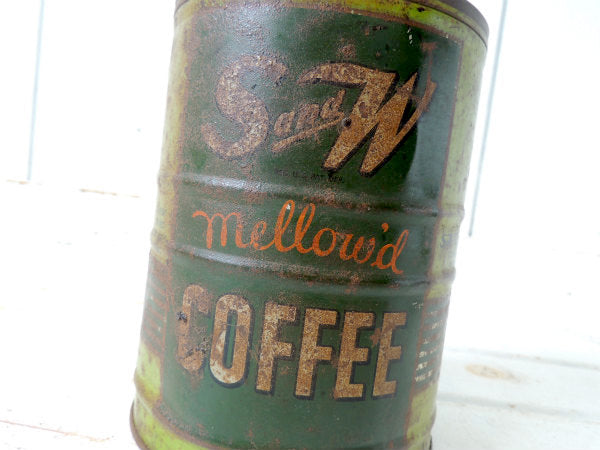 S and W
mellow'd
COFFEE